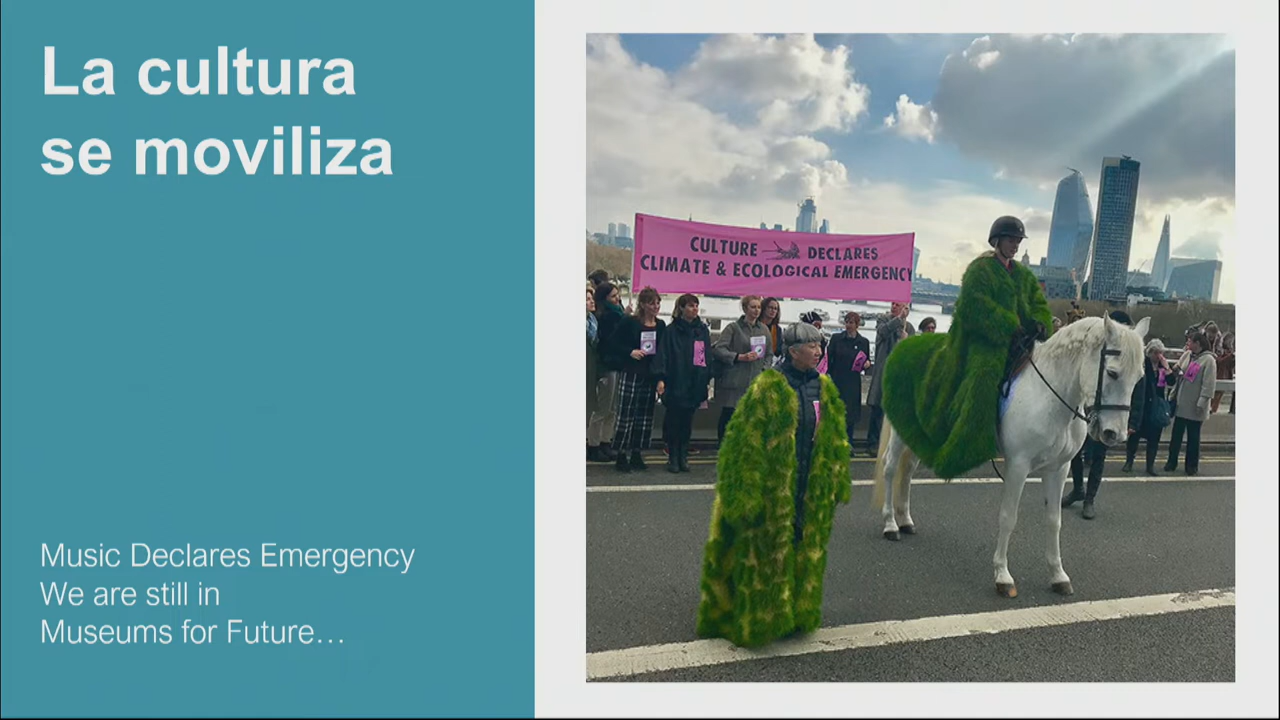 La cultura
se moviliza
Music Declares Emergency
We are still in
Museums for Future…
CULTURE DECLARES
CLIMATE & ECOLOGICAL EMERGENCY